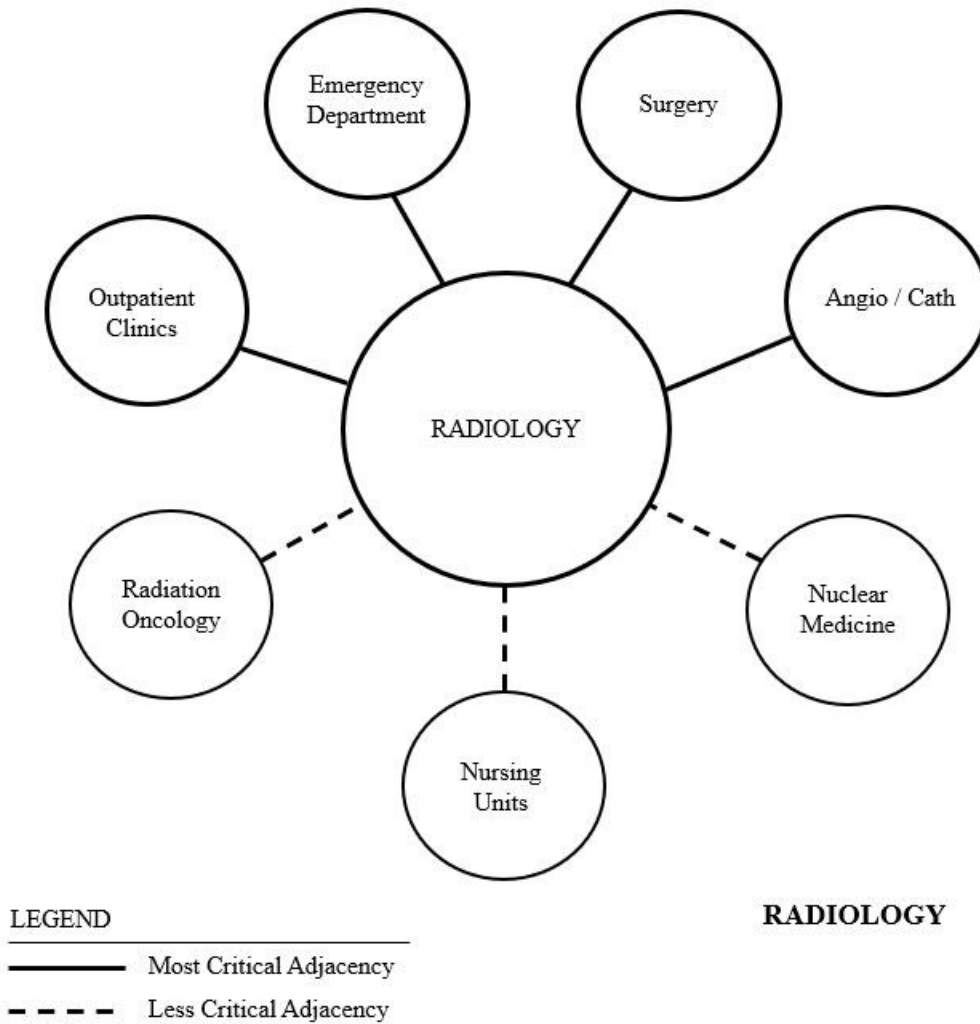 Emergency
Department
Surgery
Outpatient
Clinics
Angio / Cath
RADIOLOGY
Radiation
Oncology
Nuclear
Medicine
Nursing
Units
LEGEND
RADIOLOGY
Most Critical Adjacency
Less Critical Adjacency